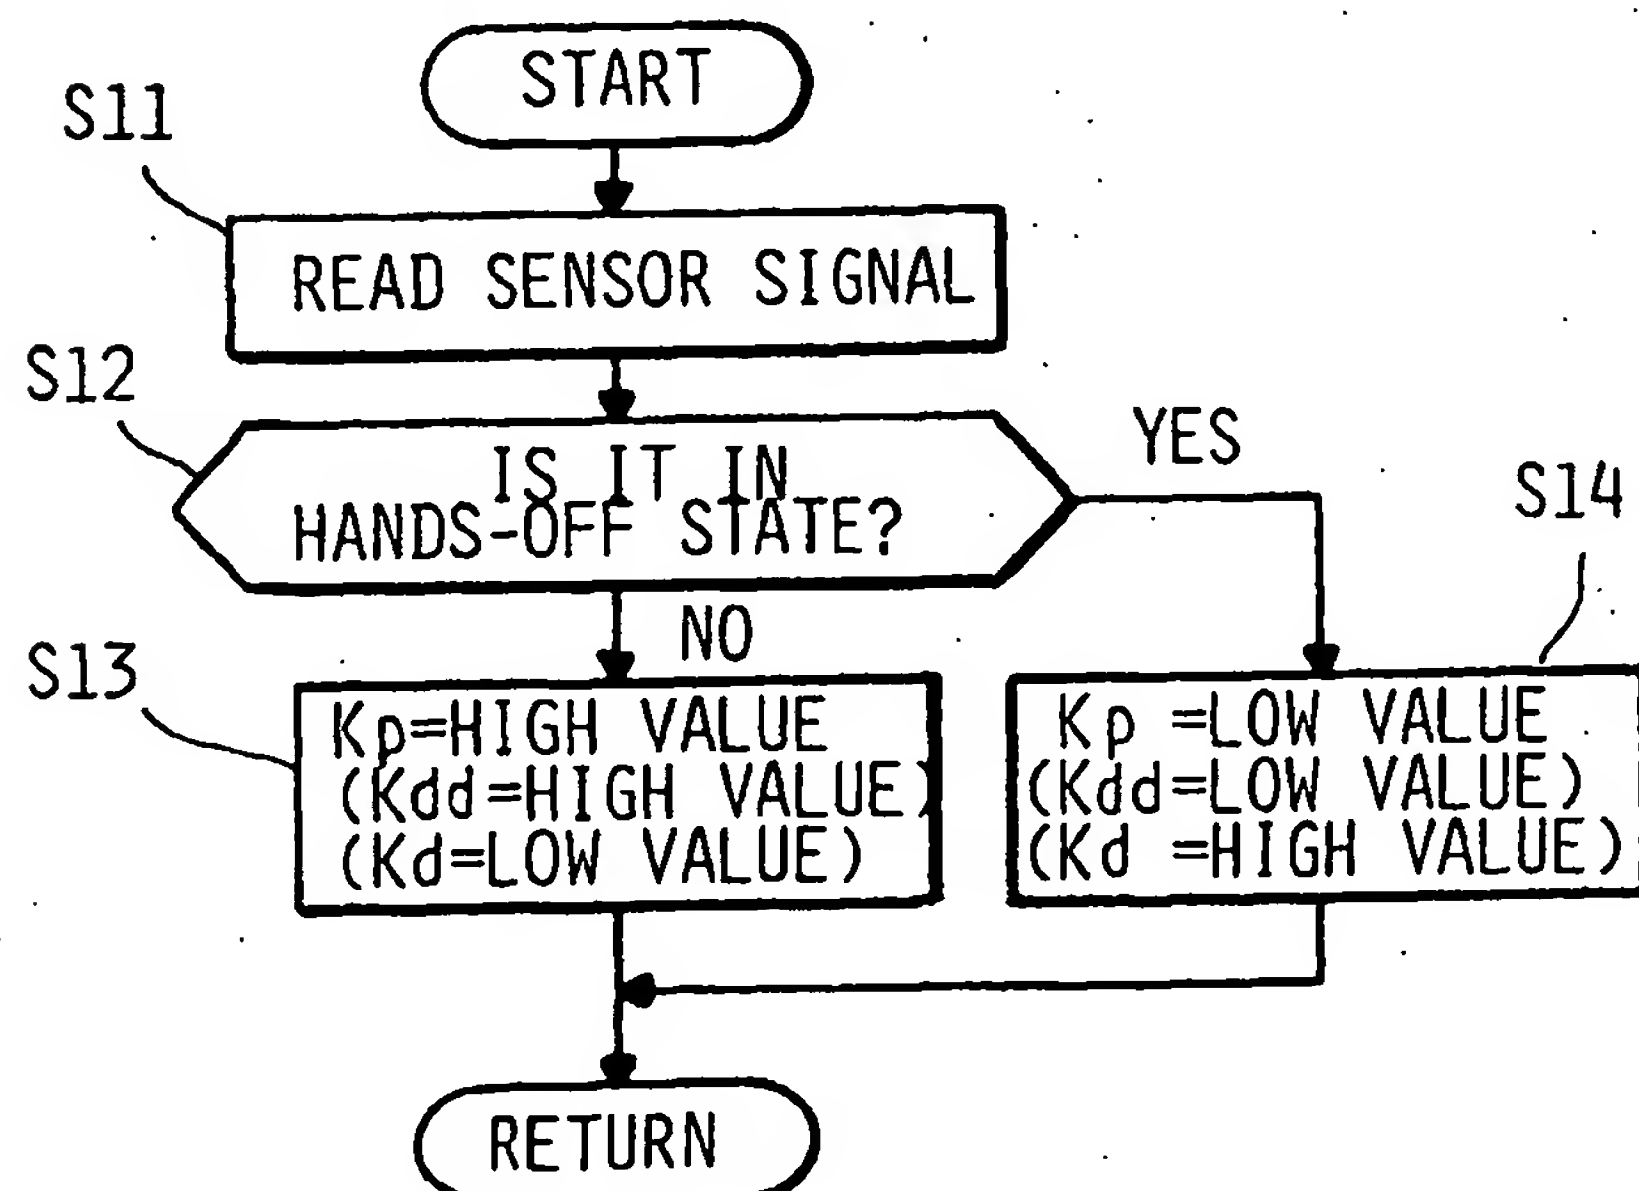 START
S11
READ SENSOR SIGNAL
S12
IS IT IN
HANDS-OFF STATE?
YES
NO
S13
Kp=HIGH VALUE
(Kdd=HIGH VALUE)
(Kd=LOW VALUE)
S14
Kp =LOW VALUE
(Kdd=LOW VALUE)
(Kd =HIGH VALUE)
RETURN